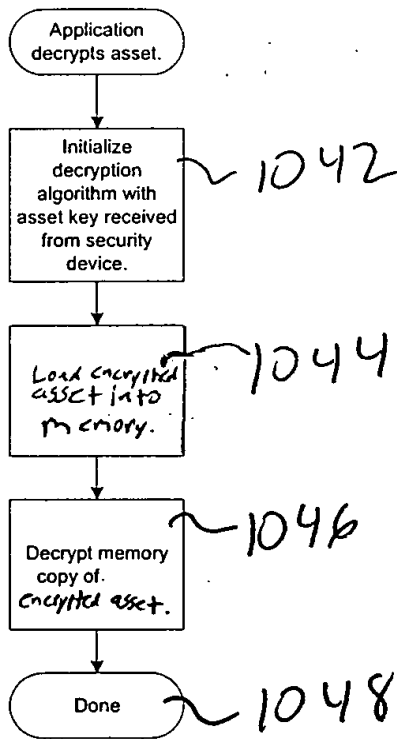 Application
decrypts asset.
Initialize
decryption
algorithm with
asset key received
from security
device.
1042
Load encrypted
asset into
memory.
1044
Decrypt memory
copy of
encrypted asset.
1046
Done
1048